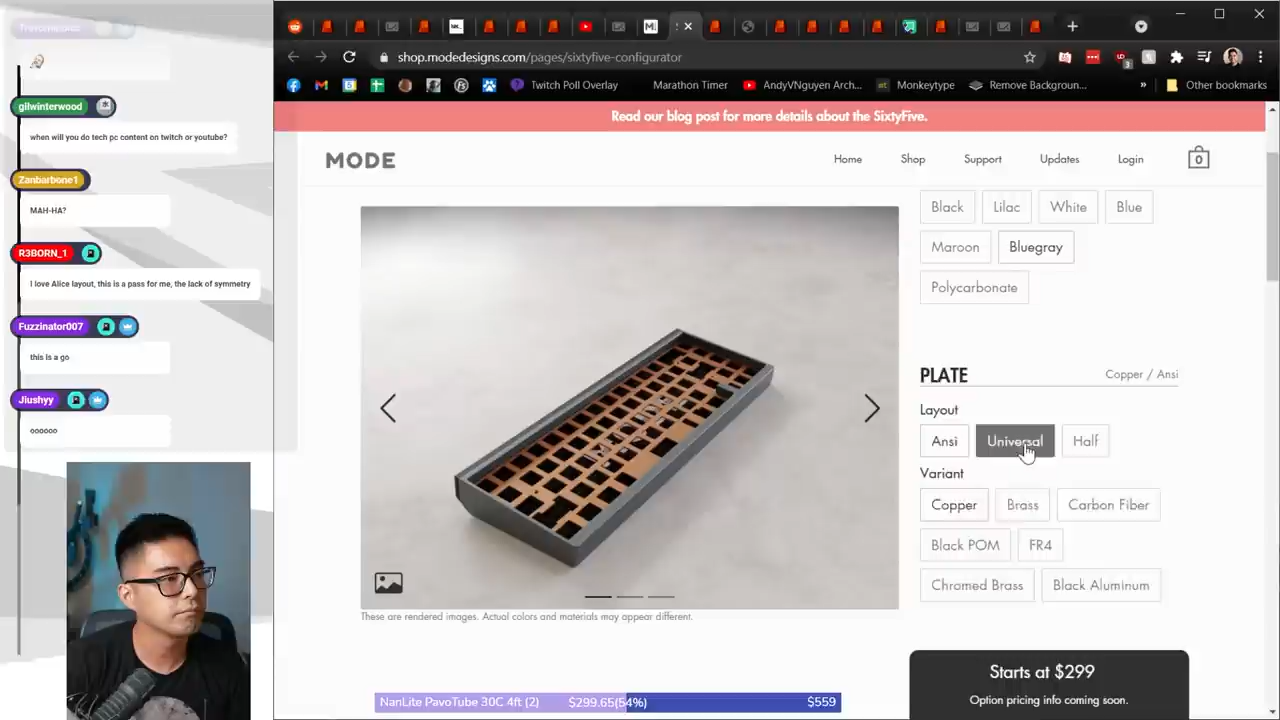 gilwinterwood
when will you do tech pc content on twitch or youtube?
Zanbarbone1
MAH-HA?
R3BORN_1
I love Alice layout, this is a pass for me, the lack of symmetry
Fuzzinator007
this is a go
Jiushyy
oooooo
shop.modedesigns.com/pages/sixtyfive-configurator
Twitch Poll Overlay
Marathon Timer
AndyVNguyen Arch...
Monkeytype
Remove Backgroun...
»
Other bookmarks
Read our blog post for more details about the SixtyFive.
MODE
Home
Shop
Support
Updates
Login
0
Black
Lilac
White
Blue
Maroon
Bluegray
Polycarbonate
PLATE
Copper / Ansi
Layout
Ansi
Universal
Half
Variant
Copper
Brass
Carbon Fiber
Black POM
FR4
Chromed Brass
Black Aluminum
These are rendered images. Actual colors and materials may appear different.
Starts at $299
Option pricing info coming soon.
NanLite PavoTube 30C 4ft (2)
$299.65(54%)
$559